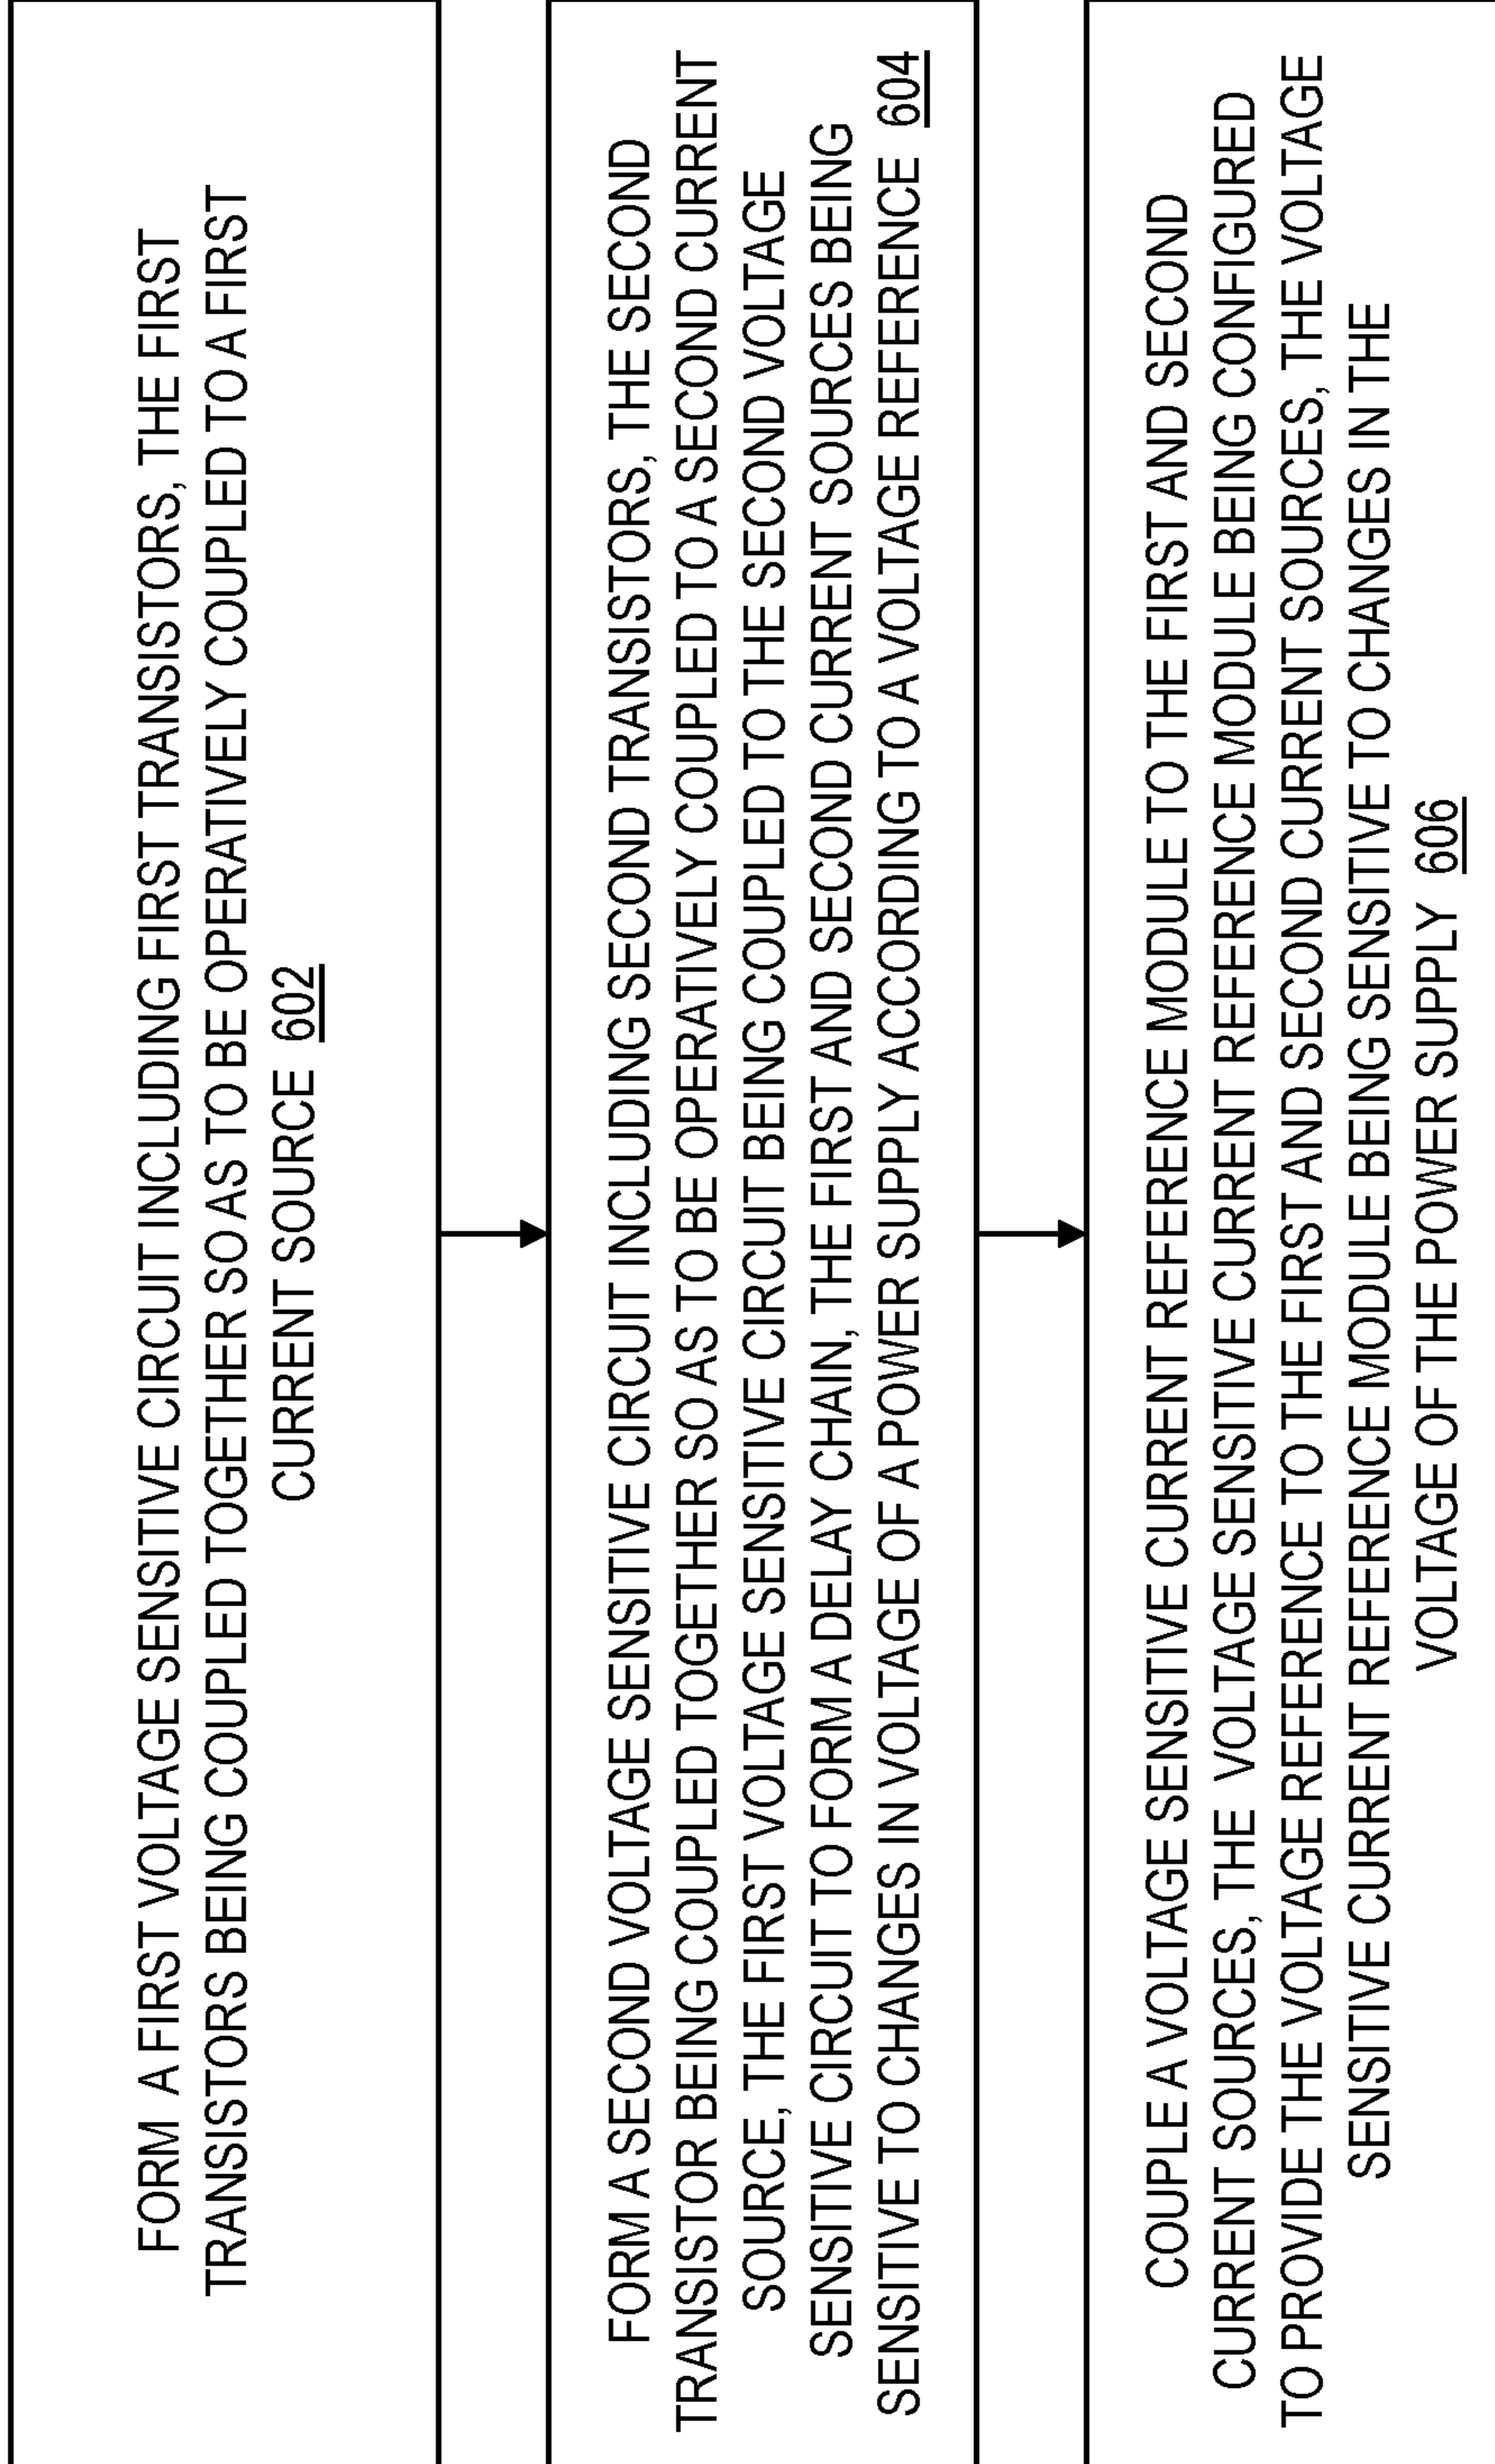 FORM A FIRST VOLTAGE SENSITIVE CIRCUIT INCLUDING FIRST TRANSISTORS, THE FIRST
TRANSISTORS BEING COUPLED TOGETHER SO AS TO BE OPERATIVELY COUPLED TO A FIRST
CURRENT SOURCE 602
FORM A SECOND VOLTAGE SENSITIVE CIRCUIT INCLUDING SECOND TRANSISTORS, THE SECOND
TRANSISTOR BEING COUPLED TOGETHER SO AS TO BE OPERATIVELY COUPLED TO A SECOND CURRENT
SOURCE, THE FIRST VOLTAGE SENSITIVE CIRCUIT BEING COUPLED TO THE SECOND VOLTAGE
SENSITIVE CIRCUIT TO FORM A DELAY CHAIN, THE FIRST AND SECOND CURRENT SOURCES BEING
SENSITIVE TO CHANGES IN VOLTAGE OF A POWER SUPPLY ACCORDING TO A VOLTAGE REFERENCE 604
COUPLE A VOLTAGE SENSITIVE CURRENT REFERENCE MODULE TO THE FIRST AND SECOND
CURRENT SOURCES, THE VOLTAGE SENSITIVE CURRENT REFERENCE MODULE BEING CONFIGURED
TO PROVIDE THE VOLTAGE REFERENCE TO THE FIRST AND SECOND CURRENT SOURCES, THE VOLTAGE
SENSITIVE CURRENT REFERENCE MODULE BEING SENSITIVE TO CHANGES IN THE
VOLTAGE OF THE POWER SUPPLY 606